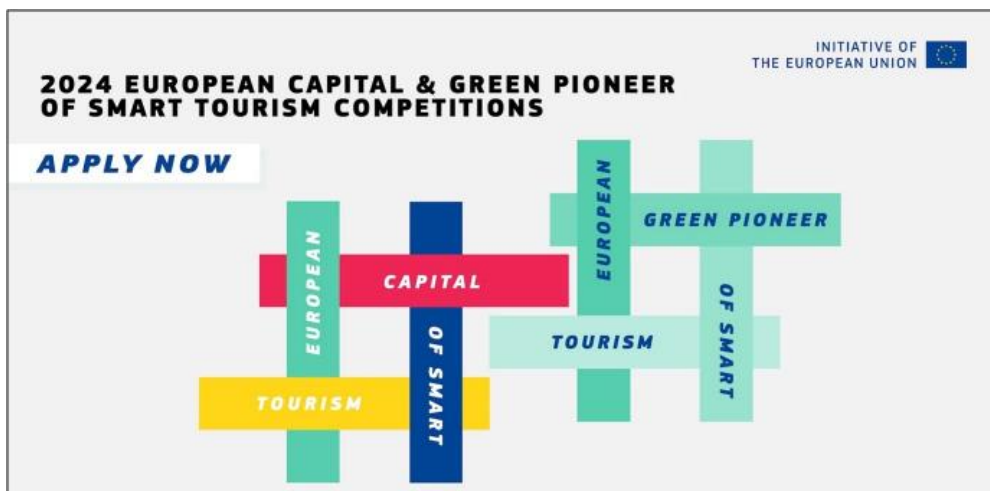 INITIATIVE OF
THE EUROPEAN UNION
2024 EUROPEAN CAPITAL & GREEN PIONEER
OF SMART TOURISM COMPETITIONS
APPLY NOW
EUROPEAN
CAPITAL
OF SMART
TOURISM
EUROPEAN
GREEN PIONEER
OF SMART
TOURISM